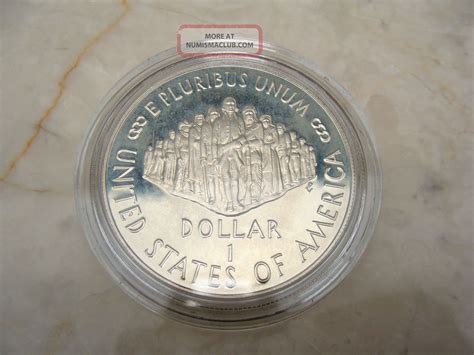 MORE AT
NUMISMACLUB.COM
E PLURIBUS UNUM
UNITED STATES OF AMERICA
DOLLAR
1